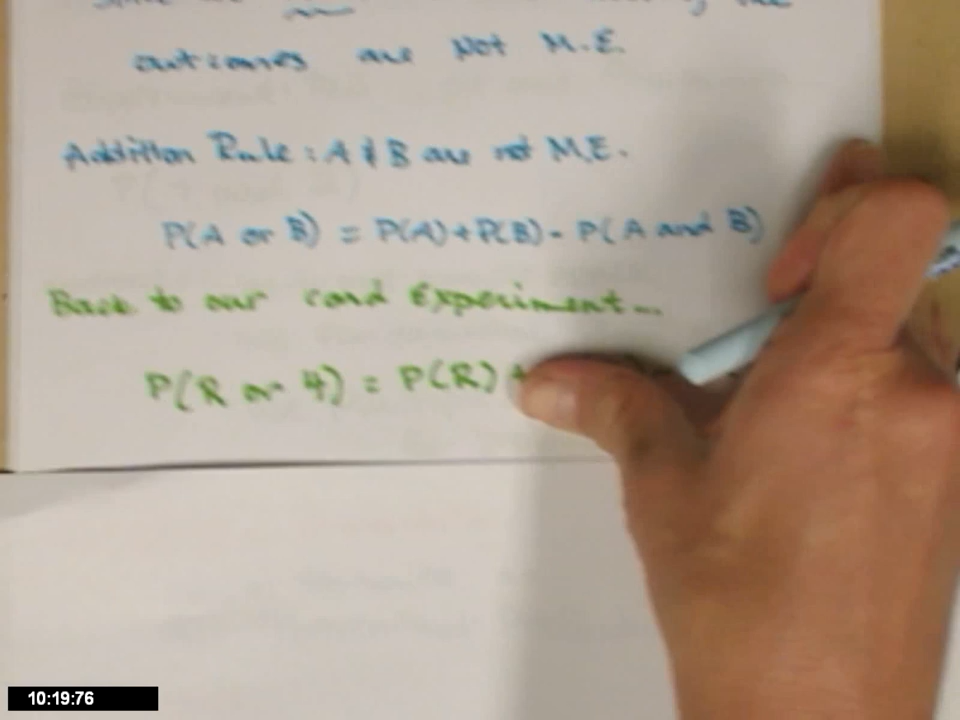 outcomes are Not M.E.
Addition Rule: A & B are not M.E.
P(A or B) = P(A)+P(B)- P(A and B)
Back to our card experiment...
P(R or 4) = P(R) +
10:19:76